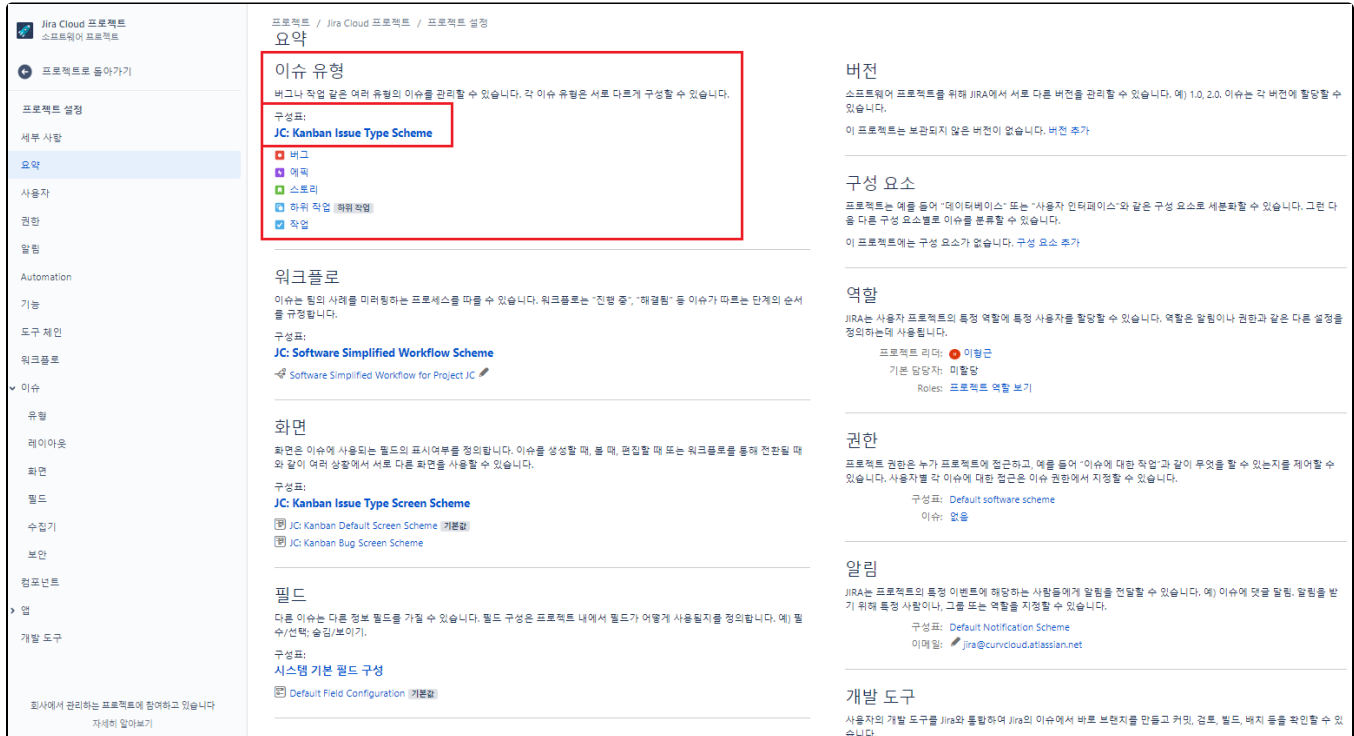 Jira Cloud 프로젝트
소프트웨어 프로젝트
프로젝트로 돌아가기
프로젝트 설정
세부 사항
요약
사용자
권한
알림
Automation
기능
도구 체인
워크플로
이슈
유형
레이아웃
화면
필드
수집기
보안
컴포넌트
앱
개발 도구
회사에서 관리하는 프로젝트에 참여하고 있습니다
자세히 알아보기
프로젝트 / Jira Cloud 프로젝트 / 프로젝트 설정
요약
이슈 유형
버그나 작업 같은 여러 유형의 이슈를 관리할 수 있습니다. 각 이슈 유형은 서로 다르게 구성할 수 있습니다.
구성표:
JC: Kanban Issue Type Scheme
버그
에픽
스토리
하위 작업 하위 작업
작업
워크플로
이슈는 팀의 사례를 미러링하는 프로세스를 따를 수 있습니다. 워크플로는 "진행 중", "해결됨" 등 이슈가 따르는 단계의 순서
를 규정합니다.
구성표:
JC: Software Simplified Workflow Scheme
Software Simplified Workflow for Project JC
화면
화면은 이슈에 사용되는 필드의 표시여부를 정의합니다. 이슈를 생성할 때, 볼 때, 편집할 때 또는 워크플로를 통해 전환될 때
와 같이 여러 상황에서 서로 다른 화면을 사용할 수 있습니다.
구성표:
JC: Kanban Issue Type Screen Scheme
JC: Kanban Default Screen Scheme 기본값
JC: Kanban Bug Screen Scheme
필드
다른 이슈는 다른 정보 필드를 가질 수 있습니다. 필드 구성은 프로젝트 내에서 필드가 어떻게 사용될지를 정의합니다. 예) 필
수/선택; 숨김/보이기.
구성표:
시스템 기본 필드 구성
Default Field Configuration 기본값
버전
소프트웨어 프로젝트를 위해 JIRA에서 서로 다른 버전을 관리할 수 있습니다. 예) 1.0, 2.0. 이슈는 각 버전에 할당할 수
있습니다.
이 프로젝트는 보관되지 않은 버전이 없습니다. 버전 추가
구성 요소
프로젝트는 예를 들어 "데이터베이스" 또는 "사용자 인터페이스"와 같은 구성 요소로 세분화할 수 있습니다. 그런 다
음 다른 구성 요소별로 이슈를 분류할 수 있습니다.
이 프로젝트에는 구성 요소가 없습니다. 구성 요소 추가
역할
JIRA는 사용자 프로젝트의 특정 역할에 특정 사용자를 할당할 수 있습니다. 역할은 알림이나 권한과 같은 다른 설정을
정의하는데 사용됩니다.
프로젝트 리더: 이형근
기본 담당자: 미할당
Roles: 프로젝트 역할 보기
권한
프로젝트 권한은 누가 프로젝트에 접근하고, 예를 들어 "이슈에 대한 작업"과 같이 무엇을 할 수 있는지를 제어할 수
있습니다. 사용자별 각 이슈에 대한 접근은 이슈 권한에서 지정할 수 있습니다.
구성표: Default software scheme
이슈: 없음
알림
JIRA는 프로젝트의 특정 이벤트에 해당하는 사람들에게 알림을 전달할 수 있습니다. 예) 이슈에 댓글 달림. 알림을 받
기 위해 특정 사람이나, 그룹 또는 역할을 지정할 수 있습니다.
구성표: Default Notification Scheme
이메일: jira@curvcloud.atlassian.net
개발 도구
사용자의 개발 도구를 Jira와 통합하여 Jira의 이슈에서 바로 브랜치를 만들고 커밋, 검토, 빌드, 배치 등을 확인할 수 있
습니다